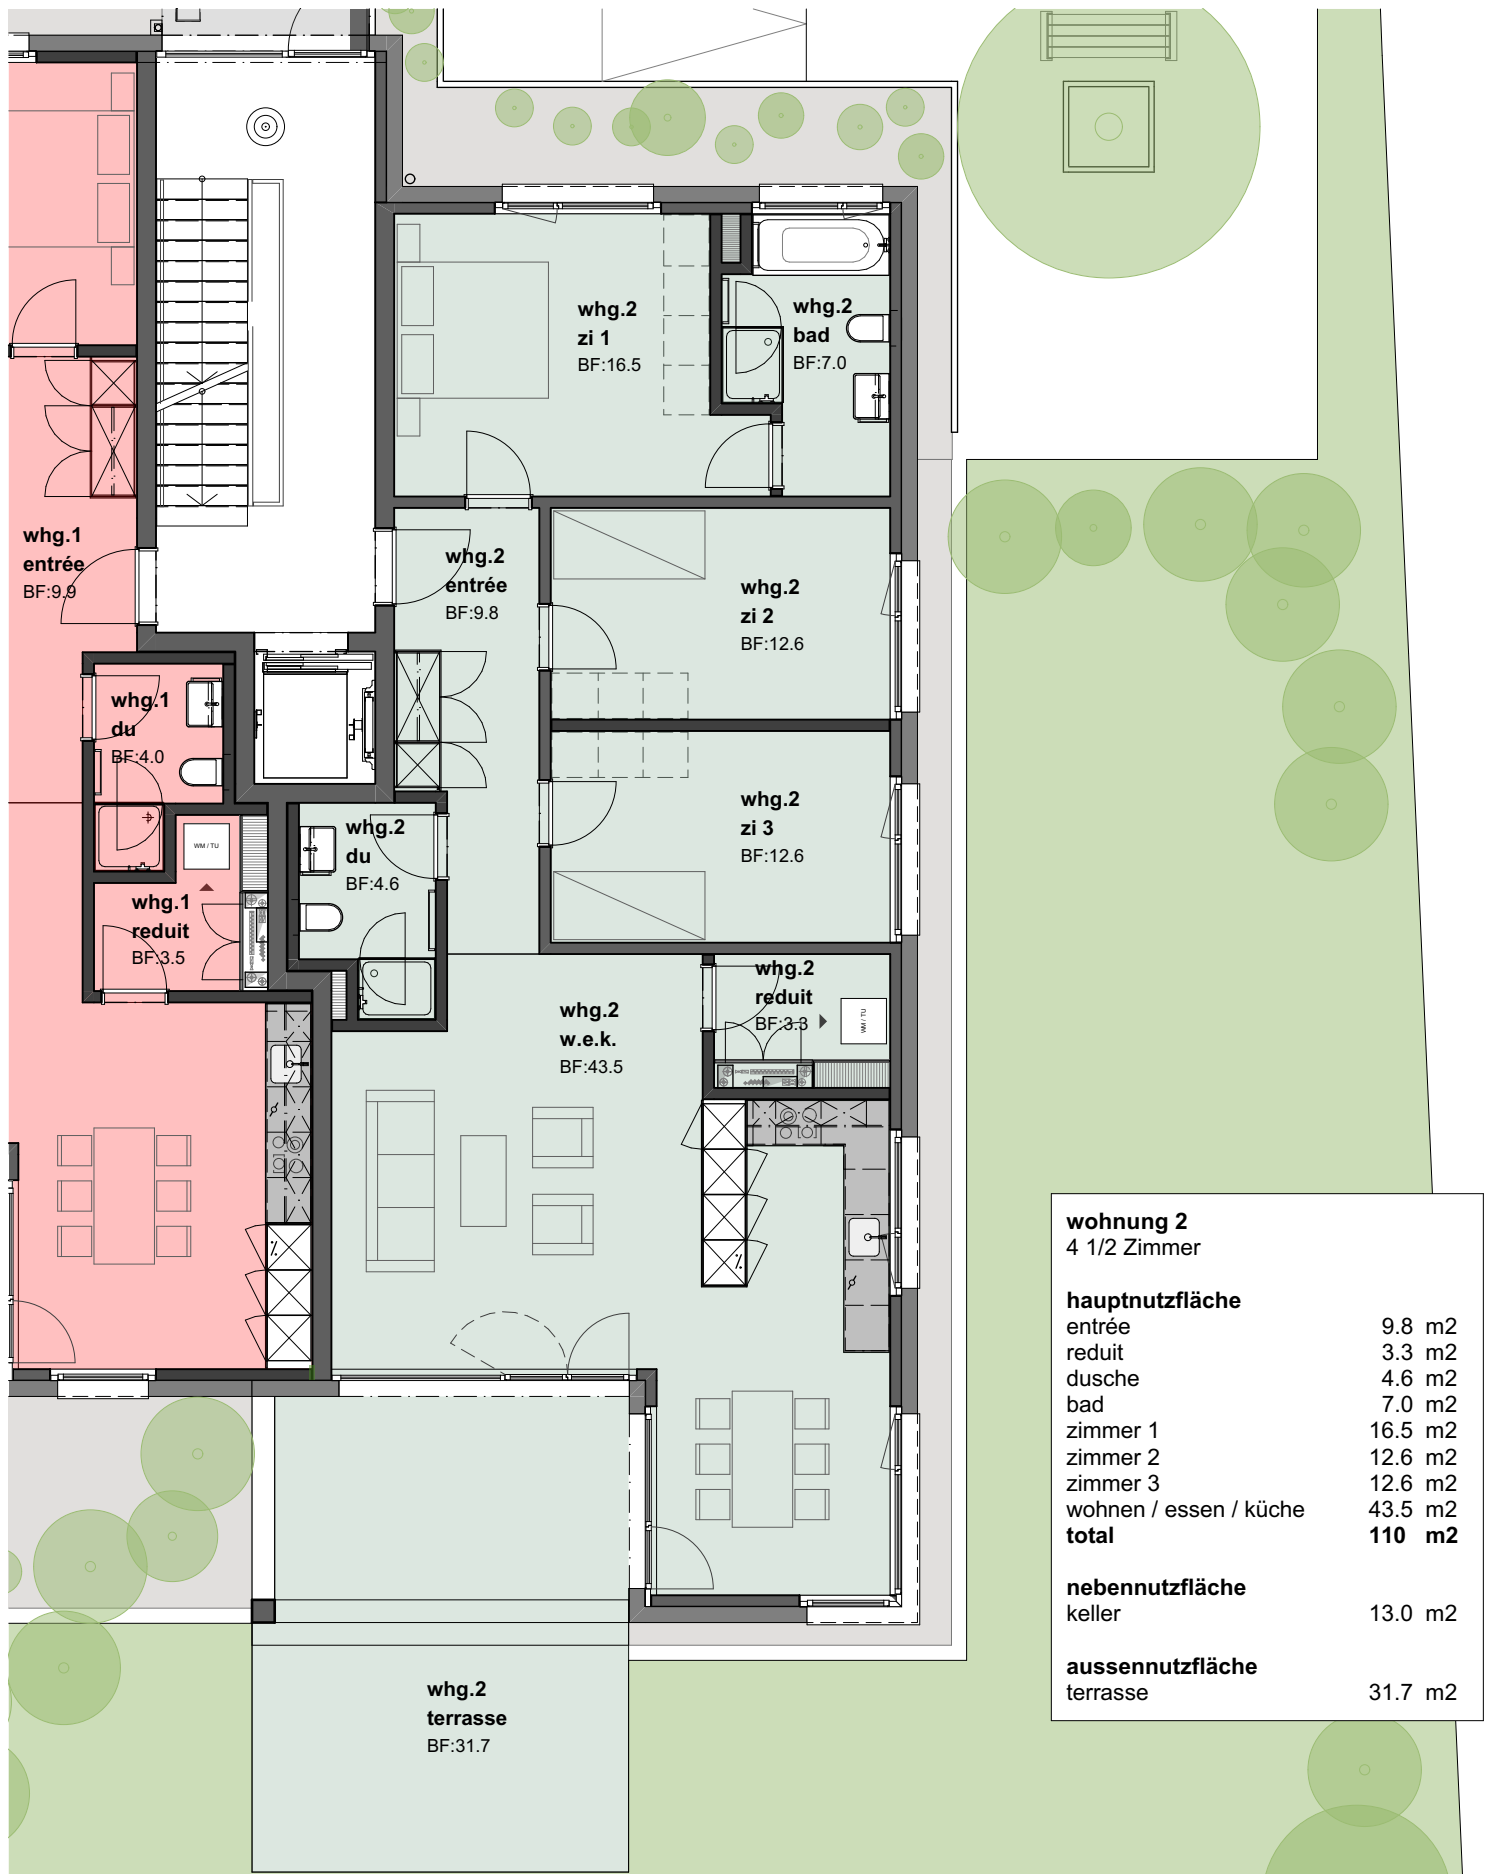 whg.2
zi 1
BF:16.5
whg.2
bad
BF:7.0
whg.1
entrée
BF:9.9
whg.2
entrée
BF:9.8
whg.2
zi 2
BF:12.6
whg.1
du
BF:4.0
whg.2
zi 3
BF:12.6
WM / TU
whg.2
du
BF:4.6
whg.1
reduit
BF:3.5
whg.2
reduit
BF:3.3
WM / TU
whg.2
w.e.k.
BF:43.5
whg.2
terrasse
BF:31.7
wohnung 2
4 1/2 Zimmer
hauptnutzfläche
entrée 9.8 m2
reduit 3.3 m2
dusche 4.6 m2
bad 7.0 m2
zimmer 1 16.5 m2
zimmer 2 12.6 m2
zimmer 3 12.6 m2
wohnen / essen / küche 43.5 m2
total 110 m2
nebennutzfläche
keller 13.0 m2
aussennutzfläche
terrasse 31.7 m2